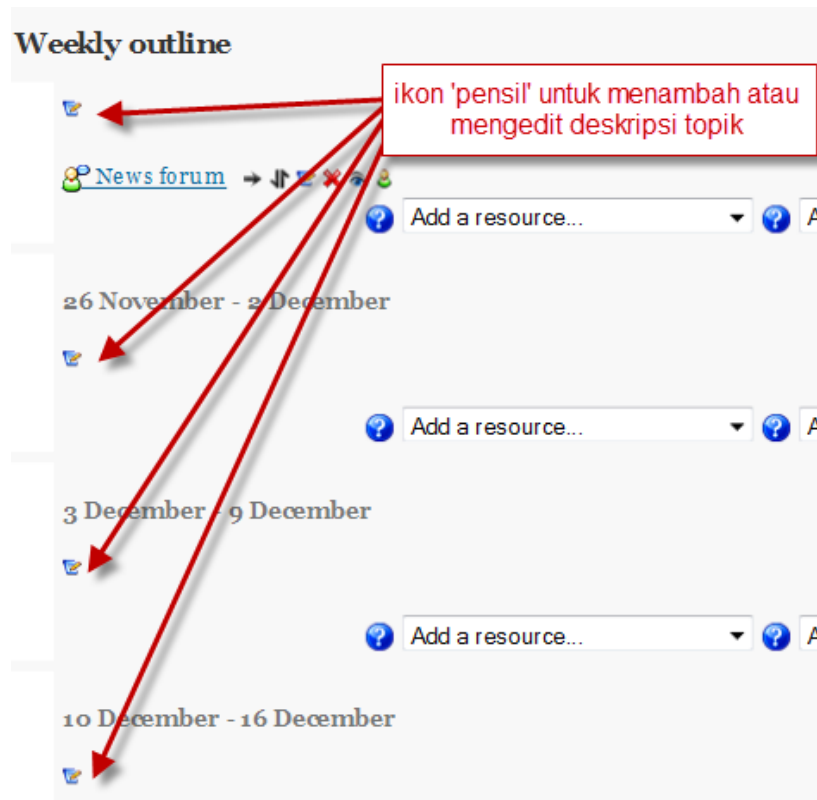 Weekly outline
ikon 'pensil' untuk menambah atau
mengedit deskripsi topik
News forum
Add a resource...
26 November - 2 December
Add a resource...
3 December - 9 December
Add a resource...
10 December - 16 December